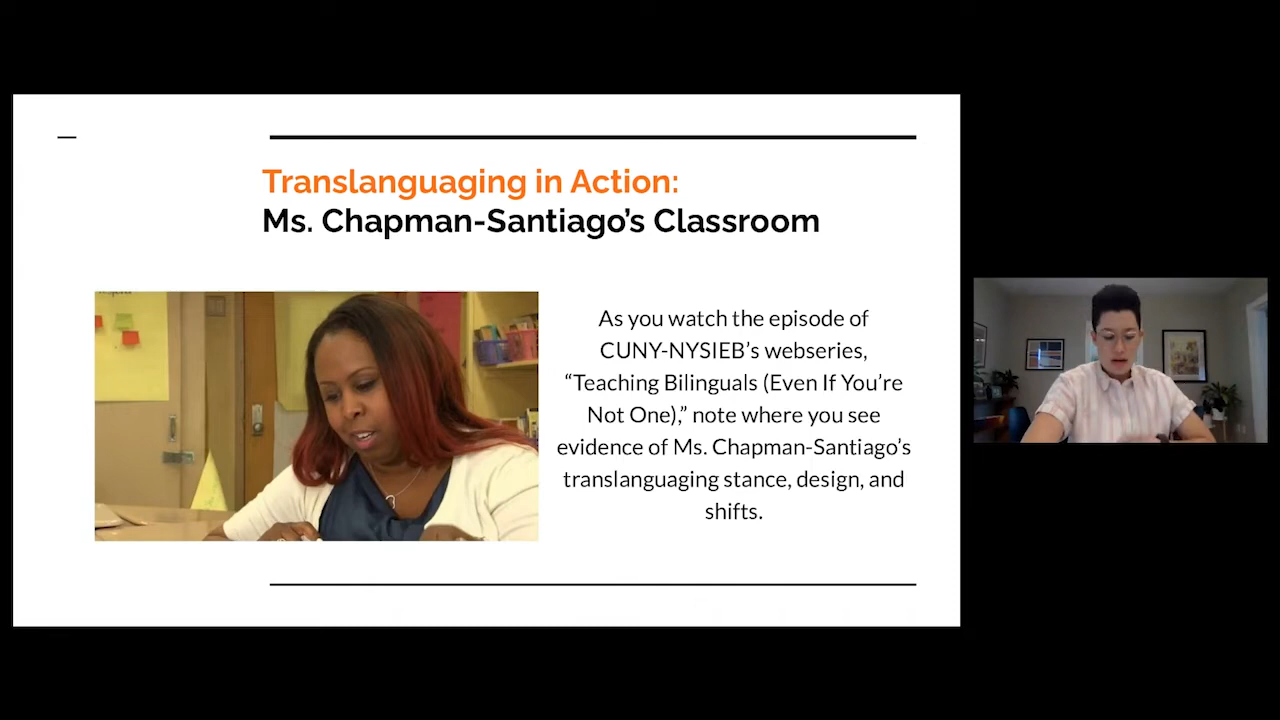 Translanguaging in Action:
Ms. Chapman-Santiago’s Classroom
As you watch the episode of
CUNY-NYSIEB’s webseries,
“Teaching Bilinguals (Even If You’re
Not One),” note where you see
evidence of Ms. Chapman-Santiago’s
translanguaging stance, design, and
shifts.